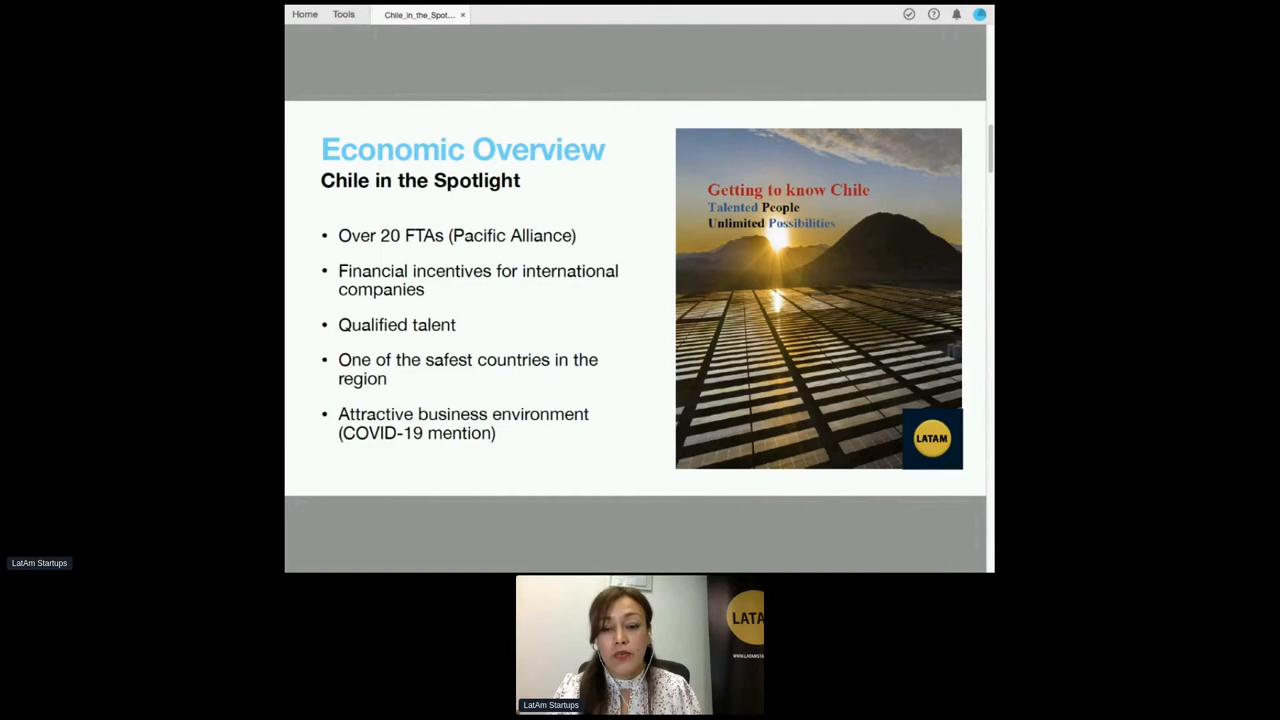 Home Tools Chile_in_the_Spot... ×
Economic Overview
Chile in the Spotlight
• Over 20 FTAs (Pacific Alliance)
• Financial incentives for international
companies
• Qualified talent
• One of the safest countries in the
region
• Attractive business environment
(COVID-19 mention)
Getting to know Chile
Talented People
Unlimited Possibilities
LATAM
LatAm Startups
LATA
LatAm Startups